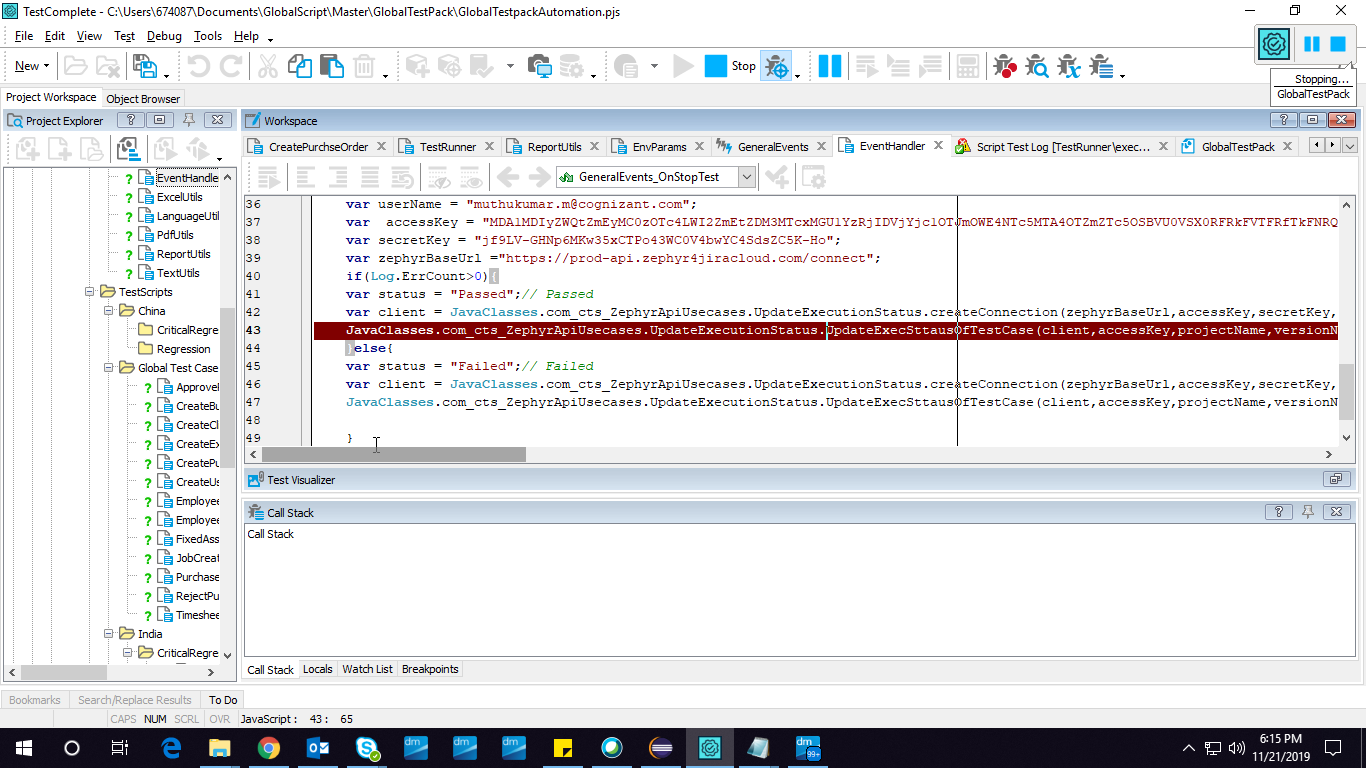 TestComplete - C:\Users\674087\Documents\GlobalScript\Master\GlobalTestPack\GlobalTestpackAutomation.pjs
File Edit View Test Debug Tools Help
New Stop
Stopping...
GlobalTestPack
Project Workspace Object Browser
Project Explorer
Workspace
CreatePurchseOrder TestRunner ReportUtils EnvParams GeneralEvents EventHandler Script Test Log [TestRunner\exec... GlobalTestPack
GeneralEvents_OnStopTest
EventHandle
ExcelUtils
LanguageUtil
PdfUtils
ReportUtils
TextUtils
TestScripts
China
CriticalRegre
Regression
Global Test Case
Approve
CreateBu
CreateCl
CreateEx
CreatePu
CreateUs
Employee
Employee
FixedAss
JobCreat
Purchase
RejectPu
Timeshee
India
CriticalRegre
36 var userName = "muthukumar.m@cognizant.com";
37 var accessKey =
38 var secretKey =
39 var zephyrBaseUrl ="https://prod-api.zephyr4jiracloud.com/connect";
40 if(Log.ErrCount>0){
41 var status = "Passed";// Passed
42 var client = JavaClasses.com_cts_ZephyrApiUsecases.UpdateExecutionStatus.createConnection(zephyrBaseUrl,accessKey,secretKey,
43 JavaClasses.com_cts_ZephyrApiUsecases.UpdateExecutionStatus.UpdateExecSttausOfTestCase(client,accessKey,projectName,versionN
44 }else{
45 var status = "Failed";// Failed
46 var client = JavaClasses.com_cts_ZephyrApiUsecases.UpdateExecutionStatus.createConnection(zephyrBaseUrl,accessKey,secretKey,
47 JavaClasses.com_cts_ZephyrApiUsecases.UpdateExecutionStatus.UpdateExecSttausOfTestCase(client,accessKey,projectName,versionN
48
49 }
Test Visualizer
Call Stack
Call Stack
Call Stack Locals Watch List Breakpoints
Bookmarks Search/Replace Results To Do
CAPS NUM SCRL OVR JavaScript : 43 : 65
dm dm dm dm 99+
6:15 PM
11/21/2019